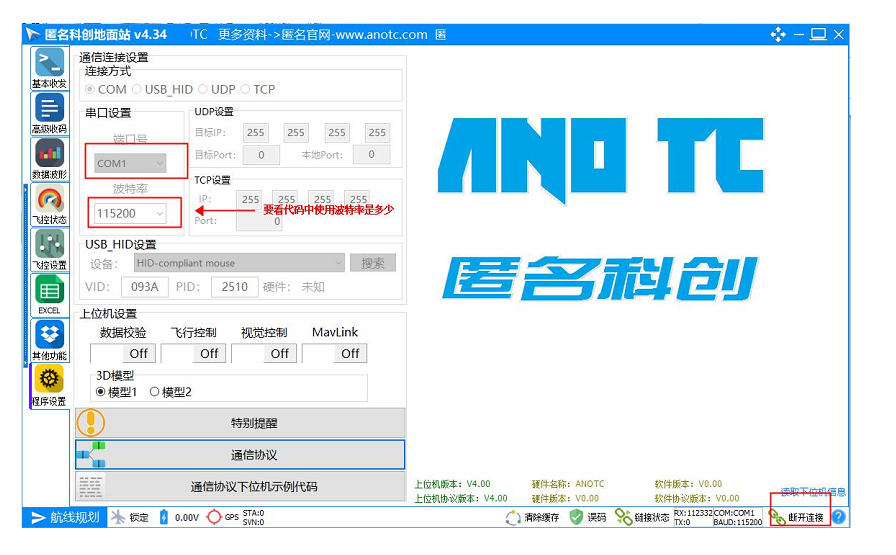 匿名科创地面站 v4.34 TC 更多资料->匿名官网-www.anotc.com 匿
基本收发
高级收码
数据波形
飞控状态
飞控设置
EXCEL
其他功能
程序设置
通信连接设置
连接方式
COM USB_HID UDP TCP
串口设置
端口号
COM1
波特率
115200
UDP设置
目标IP: 255 255 255 255
目标Port: 0 本地Port: 0
TCP设置
IP: 255 255 255 255
Port: 0
要看代码中使用波特率是多少
USB_HID设置
设备: HID-compliant mouse 搜索
VID: 093A PID: 2510 硬件: 未知
上位机设置
数据校验 飞行控制 视觉控制 MavLink
Off Off Off Off
3D模型
模型1 模型2
特别提醒
通信协议
通信协议下位机示例代码
ANO TC
匿名科创
上位机版本: V4.00 硬件名称: ANOTC 软件版本: V0.00
读取下位机信息
上位机协议版本: V4.00 硬件版本: V0.00 软件协议版本: V0.00
航线规划 锁定 0.00V GPS STA:0 SVN:0 清除缓存 误码 链接状态 RX:112332 TX:0 COM:COM1 BAUD:115200 断开连接